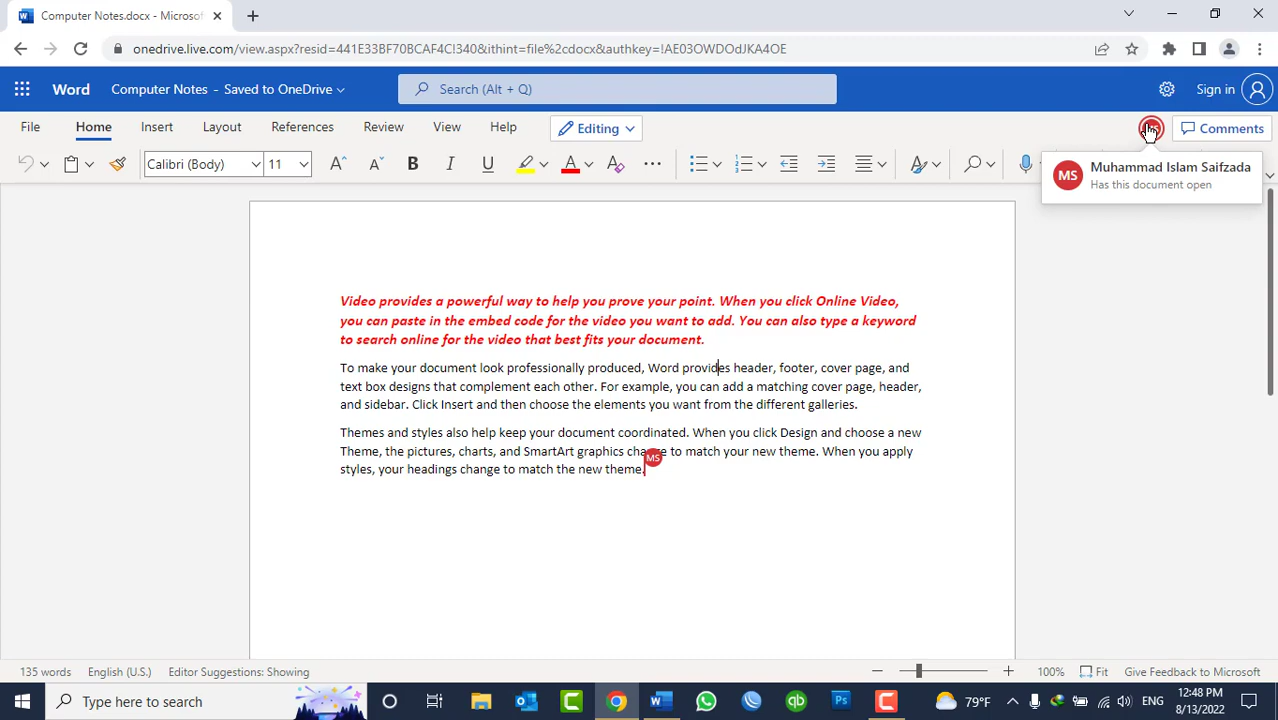 Computer Notes.docx - Microsof
onedrive.live.com/view.aspx?resid=441E33BF70BCAF4C!340&ithint=file%2cdocx&authkey=!AE03OWDOdJKA4OE
Word Computer Notes - Saved to OneDrive Search (Alt + Q) Sign in
File Home Insert Layout References Review View Help Editing Comments
Calibri (Body) 11 A A B I U A A
MS Muhammad Islam Saifzada
Has this document open
Video provides a powerful way to help you prove your point. When you click Online Video,
you can paste in the embed code for the video you want to add. You can also type a keyword
to search online for the video that best fits your document.
To make your document look professionally produced, Word provides header, footer, cover page, and
text box designs that complement each other. For example, you can add a matching cover page, header,
and sidebar. Click Insert and then choose the elements you want from the different galleries.
Themes and styles also help keep your document coordinated. When you click Design and choose a new
Theme, the pictures, charts, and SmartArt graphics change to match your new theme. When you apply
MS
styles, your headings change to match the new theme.
135 words English (U.S.) Editor Suggestions: Showing 100% Fit Give Feedback to Microsoft
Type here to search 79°F ENG 12:48 PM
8/13/2022